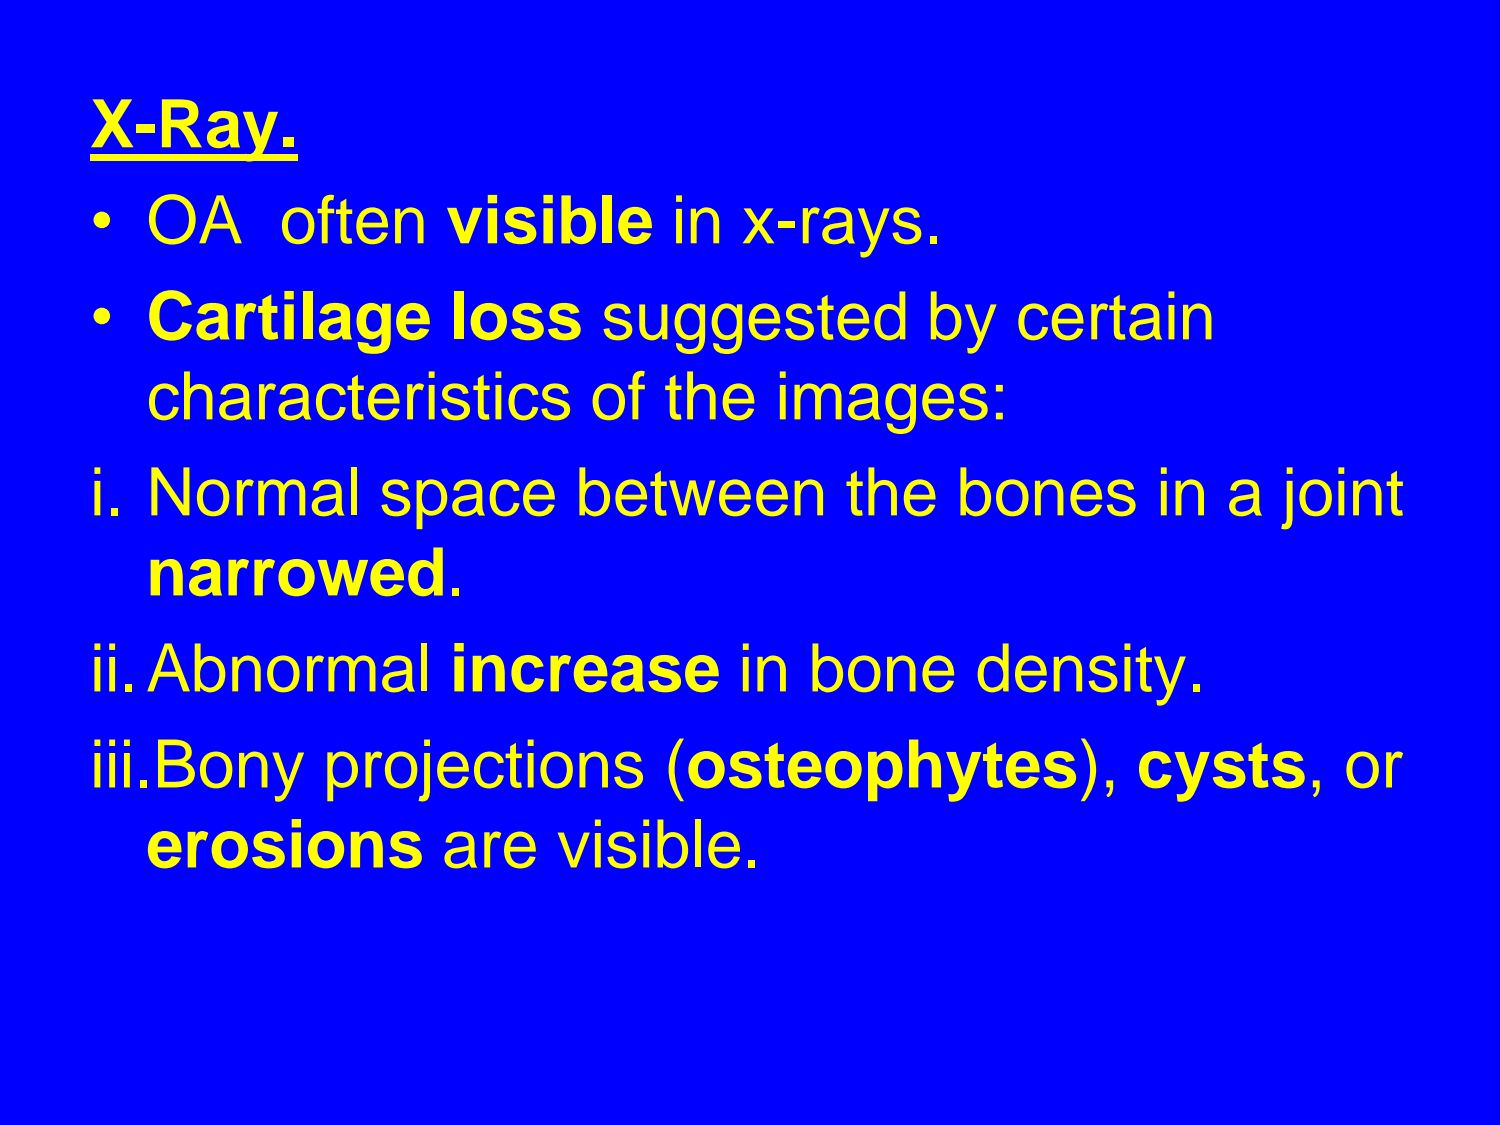 X-Ray.
• OA  often visible in x-rays.
• Cartilage loss suggested by certain
characteristics of the images:
i. Normal space between the bones in a joint
narrowed.
ii. Abnormal increase in bone density.
iii.Bony projections (osteophytes), cysts, or
erosions are visible.